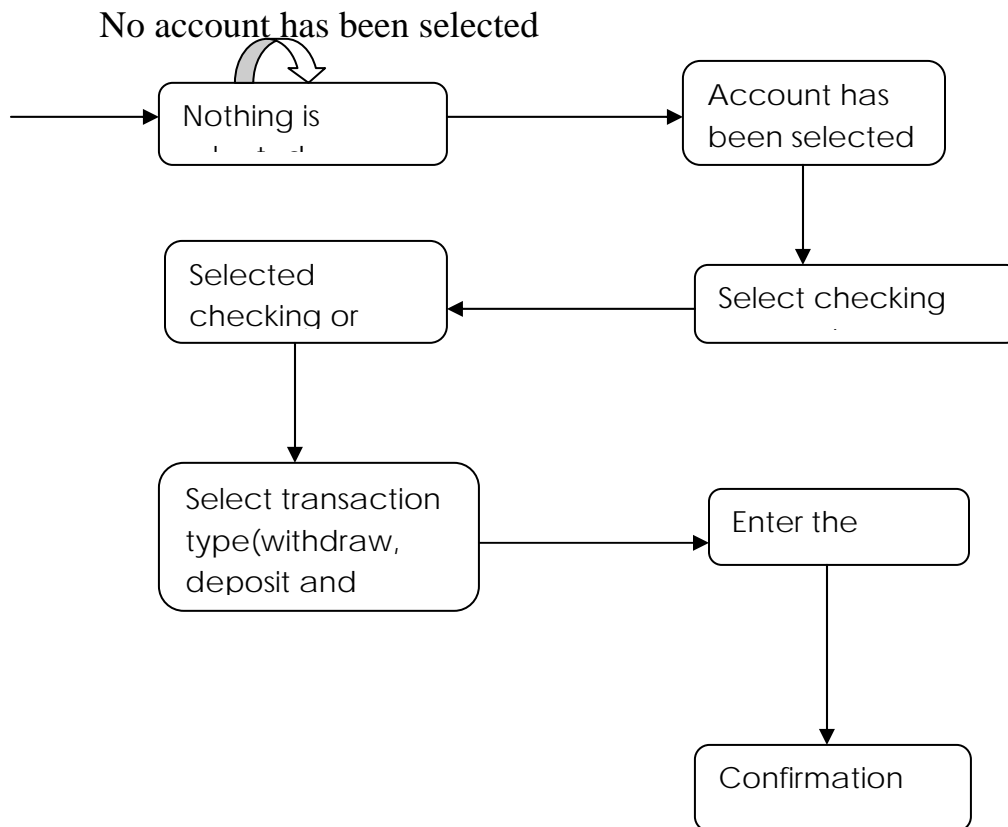 No account has been selected
Nothing is
Account has
been selected
Select checking
Selected
checking or
Select transaction
type(withdraw,
deposit and
Enter the
Confirmation